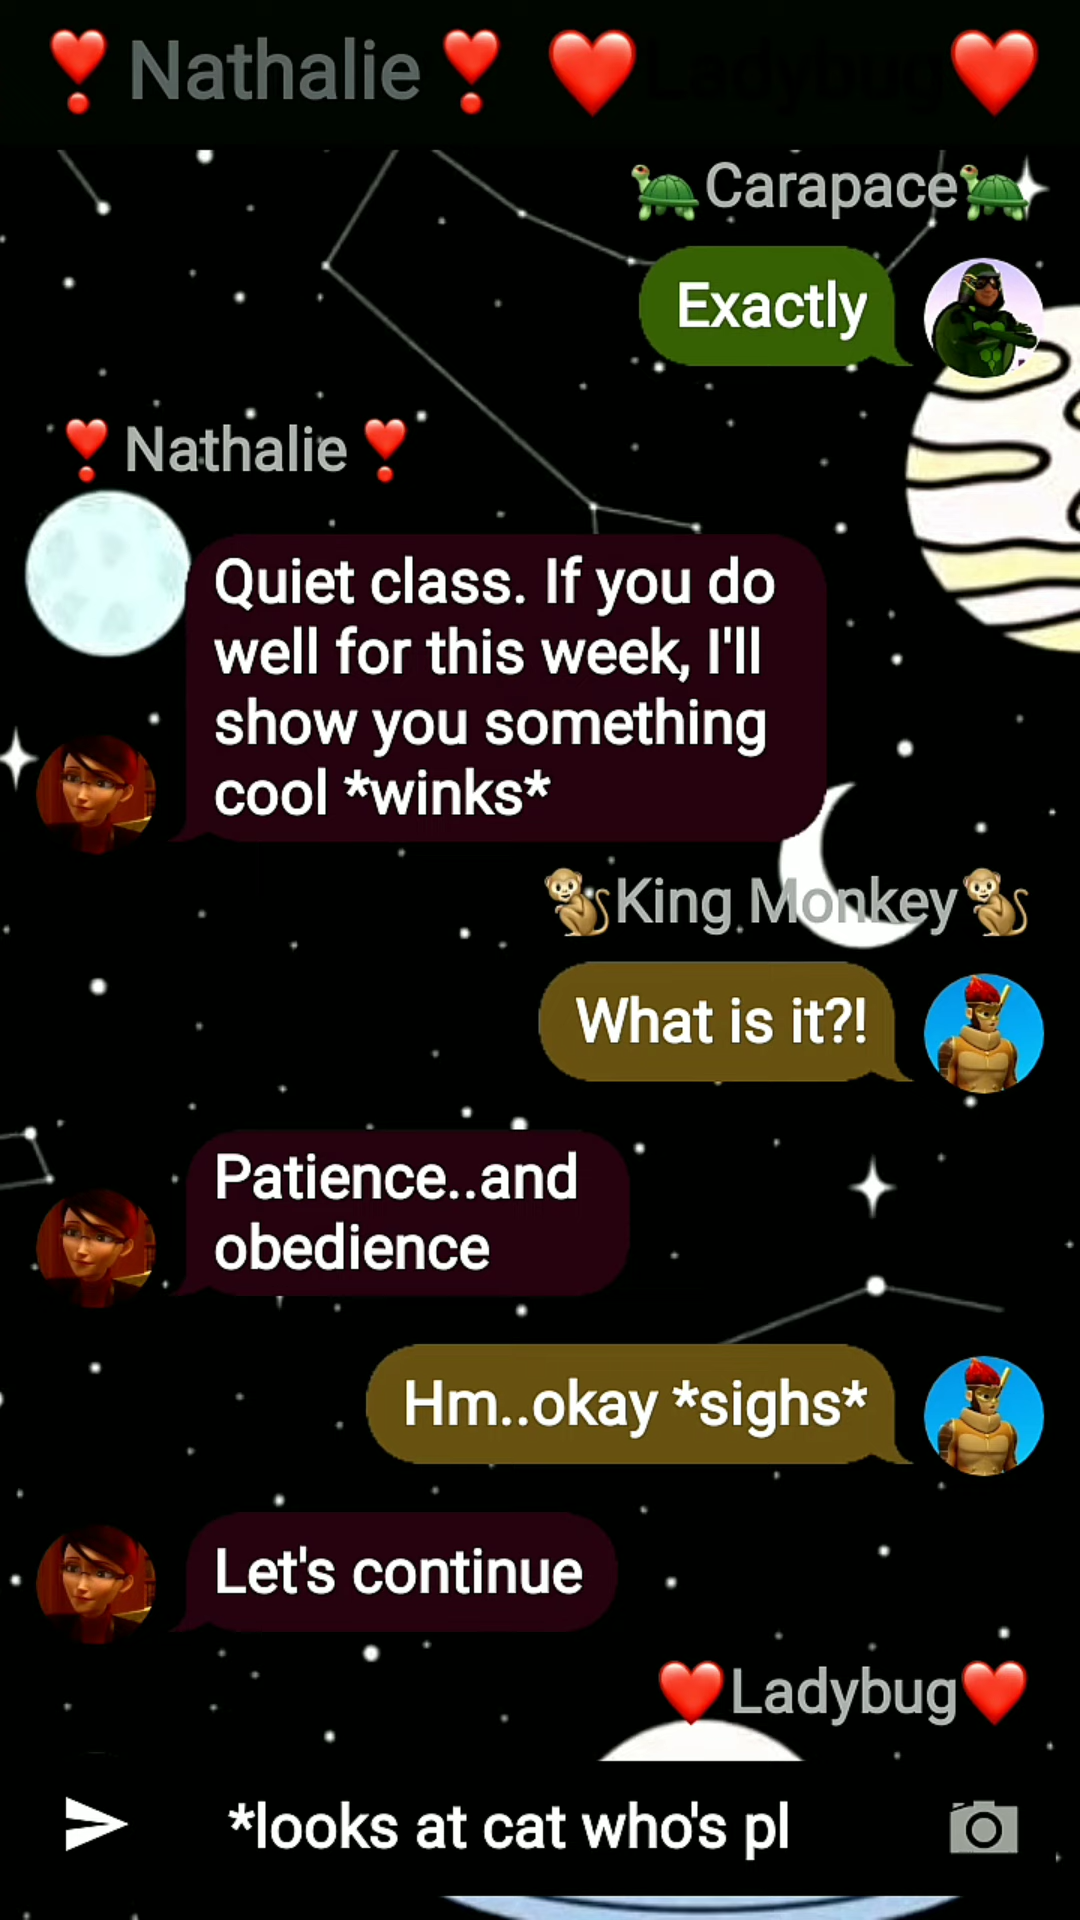 ❣️Nathalie❣️ ❤️Ladybug❤️
🐢Carapace🐢
Exactly
❣️Nathalie❣️
Quiet class. If you do
well for this week, I'll
show you something
cool *winks*
🐒King Monkey🐒
What is it?!
Patience..and
obedience
Hm..okay *sighs*
Let's continue
❤️Ladybug❤️
*looks at cat who's pl